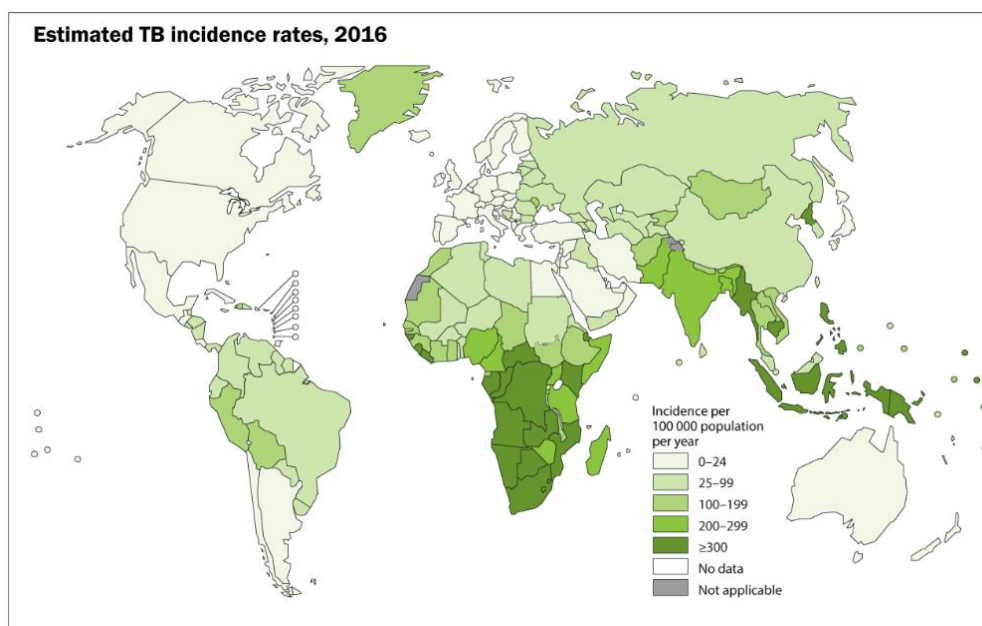 Estimated TB incidence rates, 2016
Incidence per
100 000 population
per year
0–24
25–99
100–199
200–299
≥300
No data
Not applicable